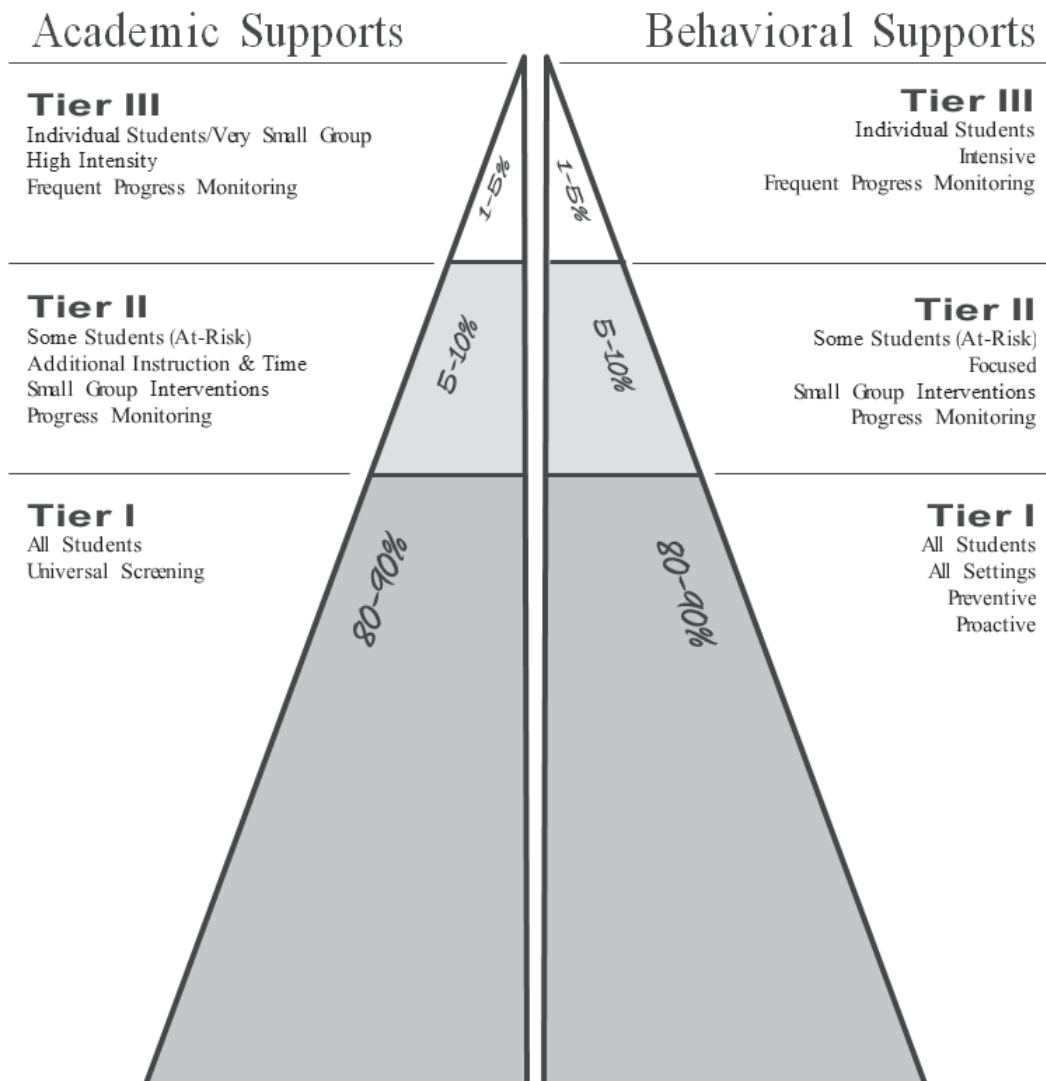 Academic Supports
Tier III
Individual Students/Very Small Group
High Intensity
Frequent Progress Monitoring
1-5%
Tier II
Some Students (At-Risk)
Additional Instruction & Time
Small Group Interventions
Progress Monitoring
5-10%
Tier I
All Students
Universal Screening
80-90%
Behavioral Supports
Tier III
Individual Students
Intensive
Frequent Progress Monitoring
1-5%
Tier II
Some Students (At-Risk)
Focused
Small Group Interventions
Progress Monitoring
5-10%
Tier I
All Students
All Settings
Preventive
Proactive
80-90%